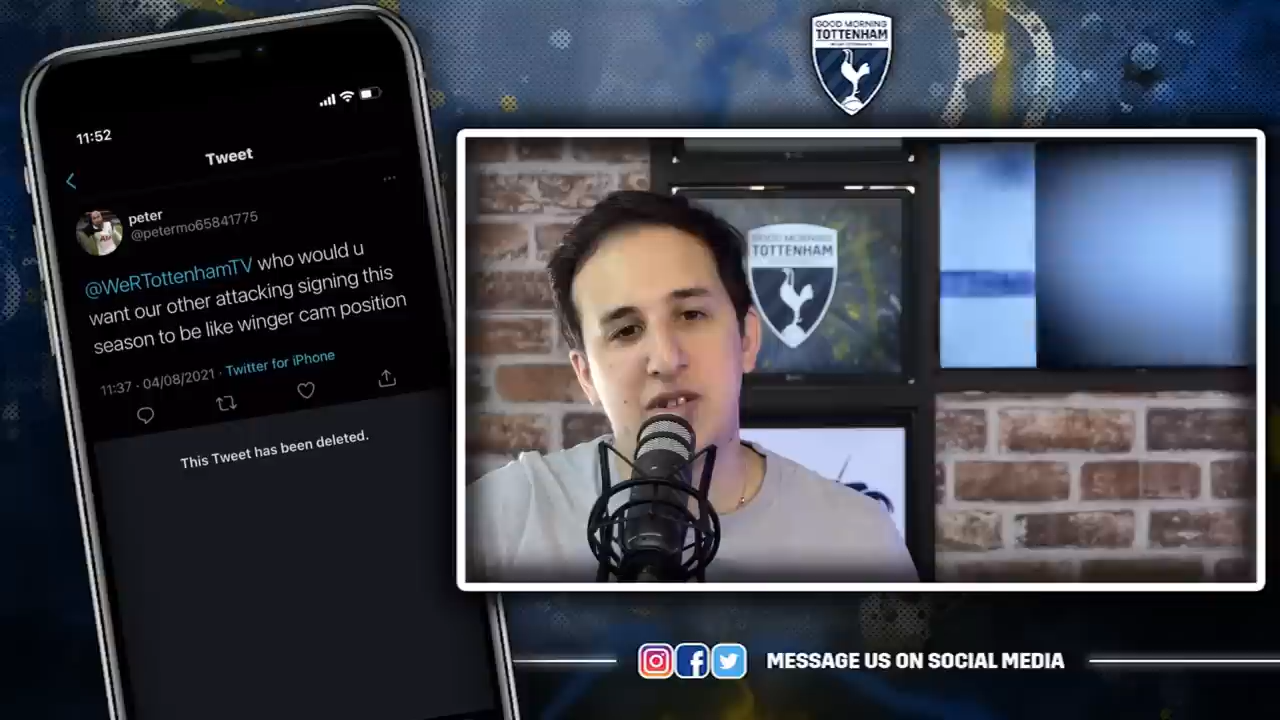 11:52
Tweet
peter
@petermo65841775
@WeRTottenhamTV who would u
want our other attacking signing this
season to be like winger cam position
11:37 · 04/08/2021 · Twitter for iPhone
This Tweet has been deleted.
GOOD MORNING
TOTTENHAM
GOOD MORNING
TOTTENHAM
MESSAGE US ON SOCIAL MEDIA